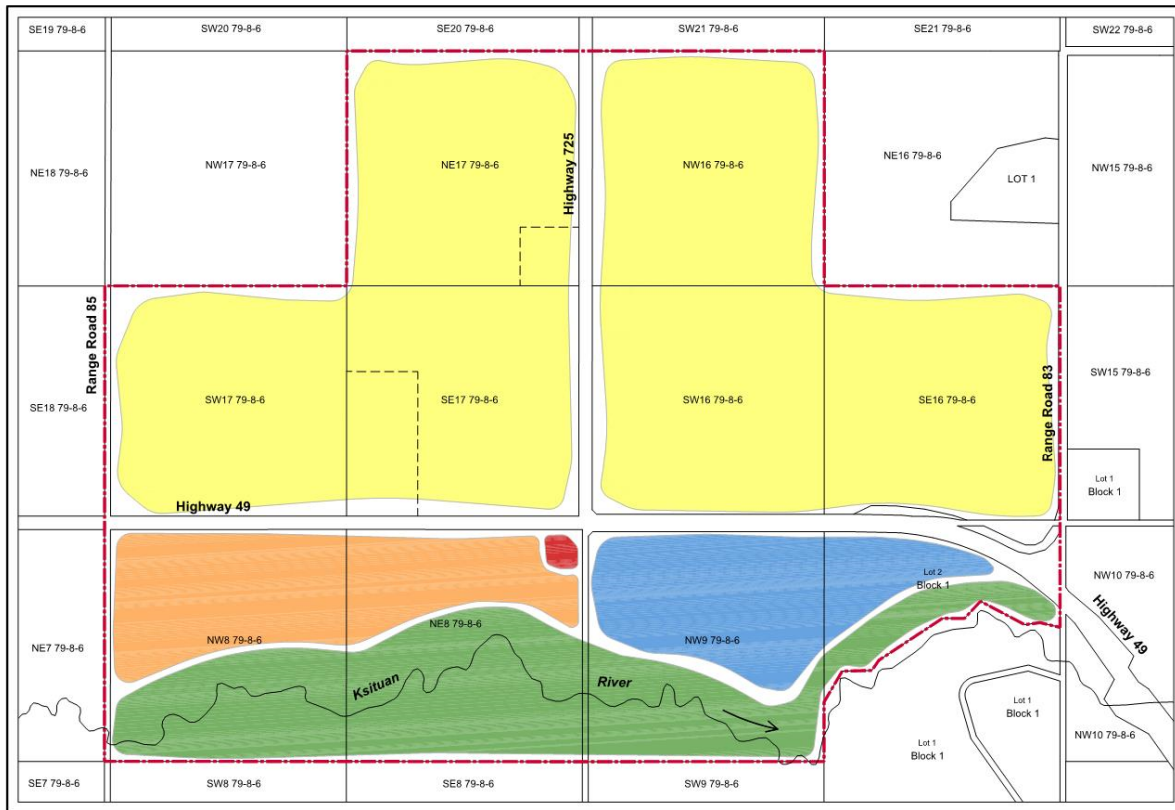 SE19 79-8-6
SW20 79-8-6
SE20 79-8-6
SW21 79-8-6
SE21 79-8-6
SW22 79-8-6
NE18 79-8-6
NW17 79-8-6
NE17 79-8-6
Highway 725
NW16 79-8-6
NE16 79-8-6
LOT 1
NW15 79-8-6
Range Road 85
SE18 79-8-6
SW17 79-8-6
SE17 79-8-6
SW16 79-8-6
SE16 79-8-6
Range Road 83
SW15 79-8-6
Lot 1
Block 1
Highway 49
NE7 79-8-6
NW8 79-8-6
NE8 79-8-6
NW9 79-8-6
Lot 2
Block 1
NW10 79-8-6
Highway 49
Ksituan
River
Lot 1
Block 1
Lot 1
Block 1
NW10 79-8-6
SE7 79-8-6
SW8 79-8-6
SE8 79-8-6
SW9 79-8-6